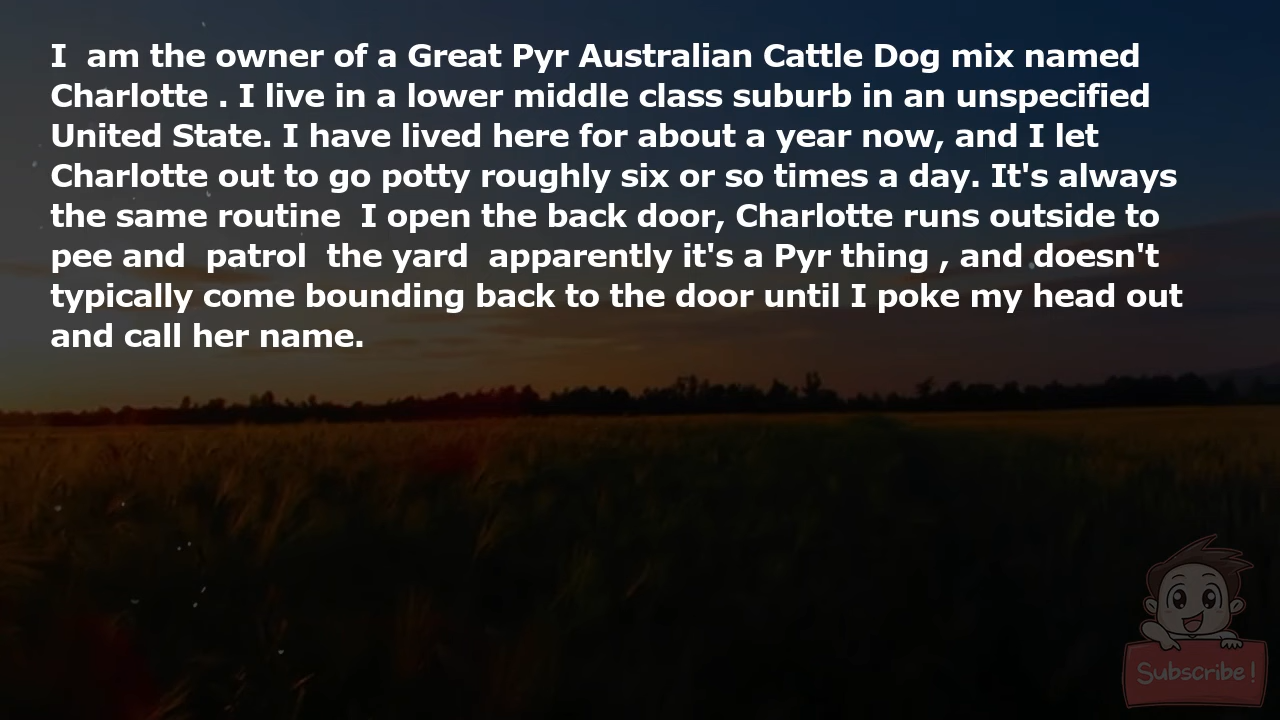 I  am the owner of a Great Pyr Australian Cattle Dog mix named
Charlotte . I live in a lower middle class suburb in an unspecified
United State. I have lived here for about a year now, and I let
Charlotte out to go potty roughly six or so times a day. It's always
the same routine  I open the back door, Charlotte runs outside to
pee and  patrol  the yard  apparently it's a Pyr thing , and doesn't
typically come bounding back to the door until I poke my head out
and call her name.
Subscribe!